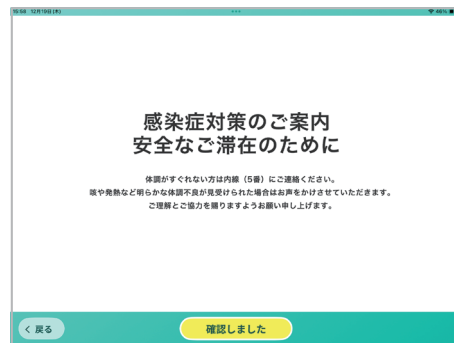 15:58 12月19日(木)
46%
感染症対策のご案内
安全なご滞在のために
体調がすぐれない方は内線（5番）にご連絡ください。
咳や発熱など明らかな体調不良が見受けられた場合はお声をかけさせていただきます。
ご理解とご協力を賜りますようお願い申し上げます。
戻る
確認しました